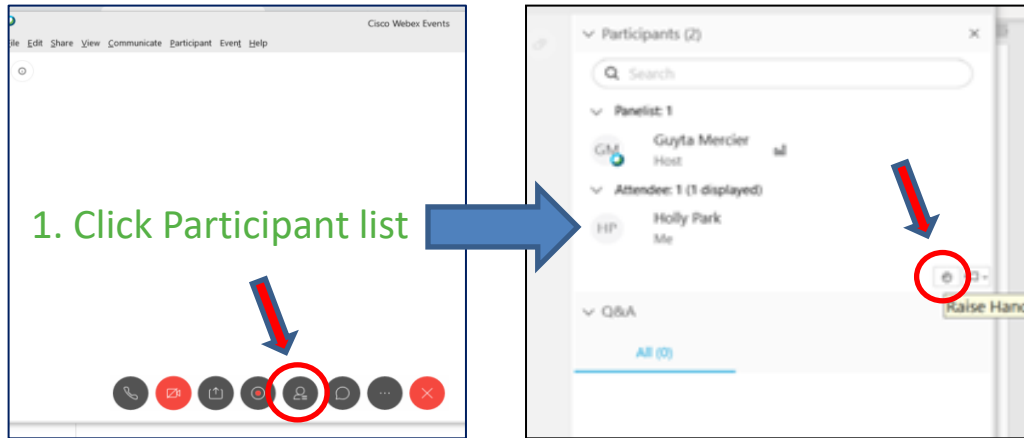 Cisco Webex Events
File Edit Share View Communicate Participant Event Help
1. Click Participant list
Participants (2)
Search
Panelist: 1
GM
Guyta Mercier
Host
Attendee: 1 (1 displayed)
HP
Holly Park
Me
Raise Hand
Q&A
All (0)